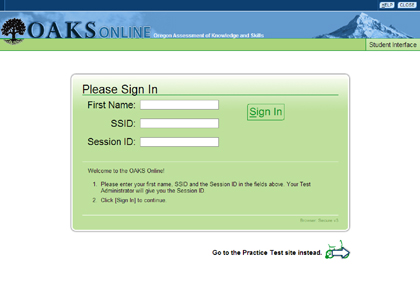 HELP CLOSE
OAKS ONLINE Oregon Assessment of Knowledge and Skills
Student Interface
Please Sign In
First Name:
SSID:
Session ID:
Sign In
Welcome to the OAKS Online!
1. Please enter your first name, SSID and the Session ID in the fields above. Your Test
Administrator will give you the Session ID.
2. Click [Sign In] to continue.
Browser: Secure v5
Go to the Practice Test site instead.